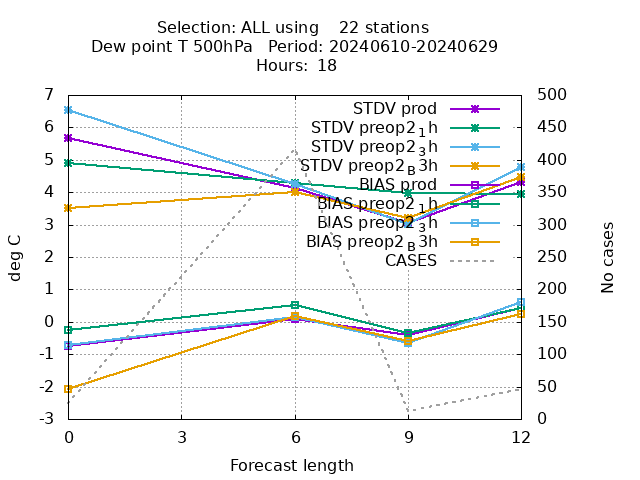 Selection: ALL using    22 stations
Dew point T 500hPa   Period: 20240610-20240629
Hours: 18
7 500
6 450
5 400
4 350
3 300
2 250
1 200
0 150
-1 100
-2 50
-3 0
STDV prod
STDV preop2_1h
STDV preop2_3h
STDV preop2_B3h
BIAS prod
BIAS preop2_1h
BIAS preop2_3h
BIAS preop2_B3h
CASES
deg C
No cases
0 3 6 9 12
Forecast length